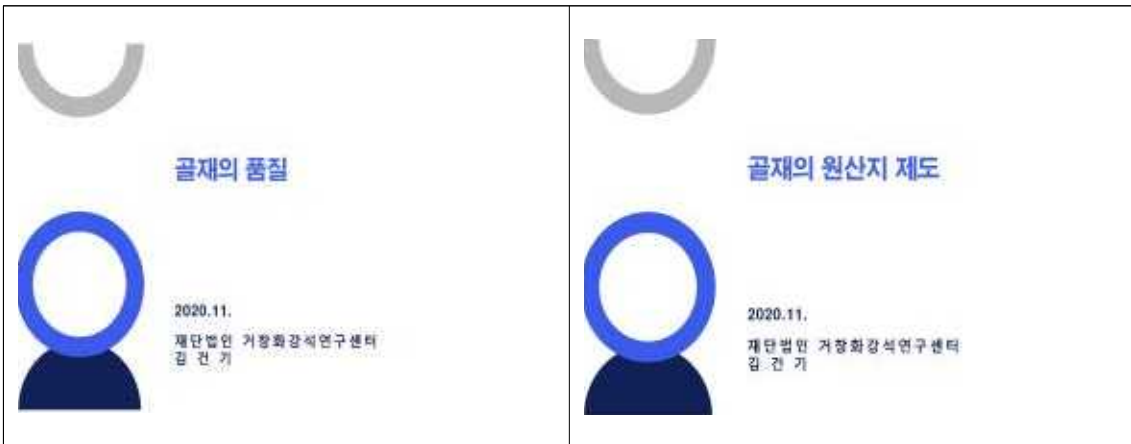 골재의 품질
2020.11.
재단법인 거창화강석연구센터
김 건 기
골재의 원산지 제도
2020.11.
재단법인 거창화강석연구센터
김 건 기